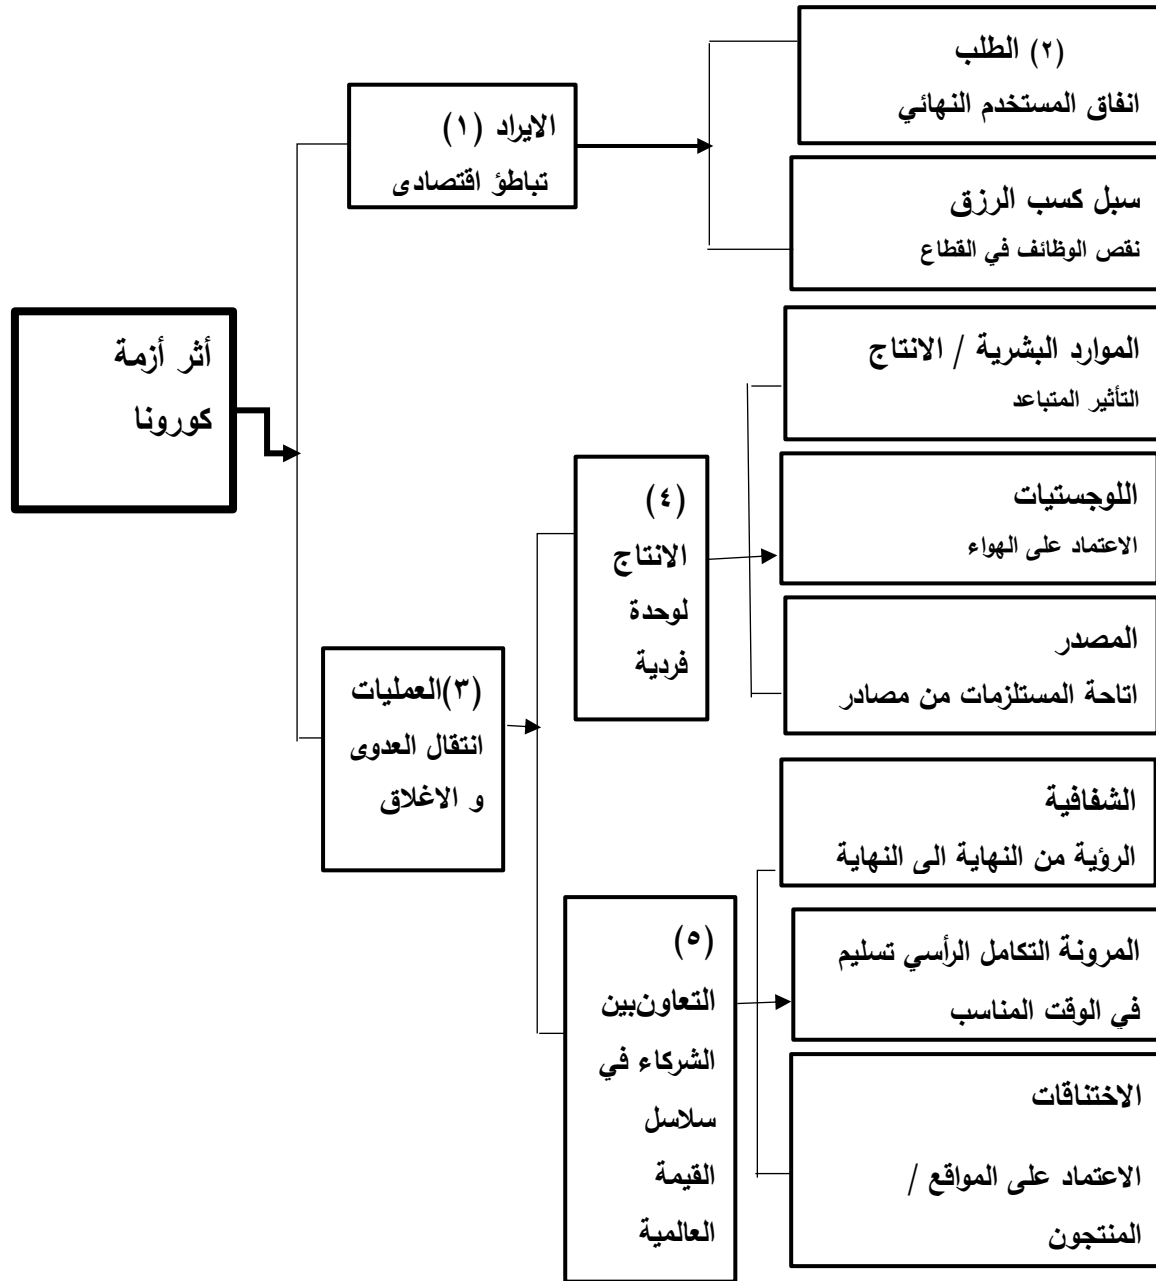 أثر أزمة
كورونا
الايراد (١)
تباطؤ اقتصادى
(٢) الطلب
انفاق المستخدم النهائي
سبل كسب الرزق
نقص الوظائف في القطاع
(٣)العمليات
انتقال العدوى
و الاغلاق
(٤)
الانتاج
لوحدة
فردية
الموارد البشرية / الانتاج
التأثير المتباعد
اللوجستيات
الاعتماد على الهواء
المصدر
اتاحة المستلزمات من مصادر
(٥)
التعاونبين
الشركاء في
سلاسل
القيمة
العالمية
الشفافية
الرؤية من النهاية الى النهاية
المرونة التكامل الرأسي تسليم
في الوقت المناسب
الاختناقات
الاعتماد على المواقع /
المنتجون